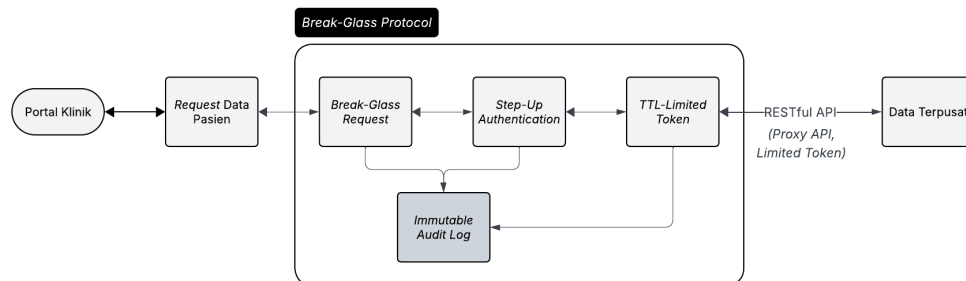 Break-Glass Protocol
Portal Klinik
Request Data
Pasien
Break-Glass
Request
Step-Up
Authentication
TTL-Limited
Token
RESTful API
(Proxy API,
Limited Token)
Data Terpusat
Immutable
Audit Log